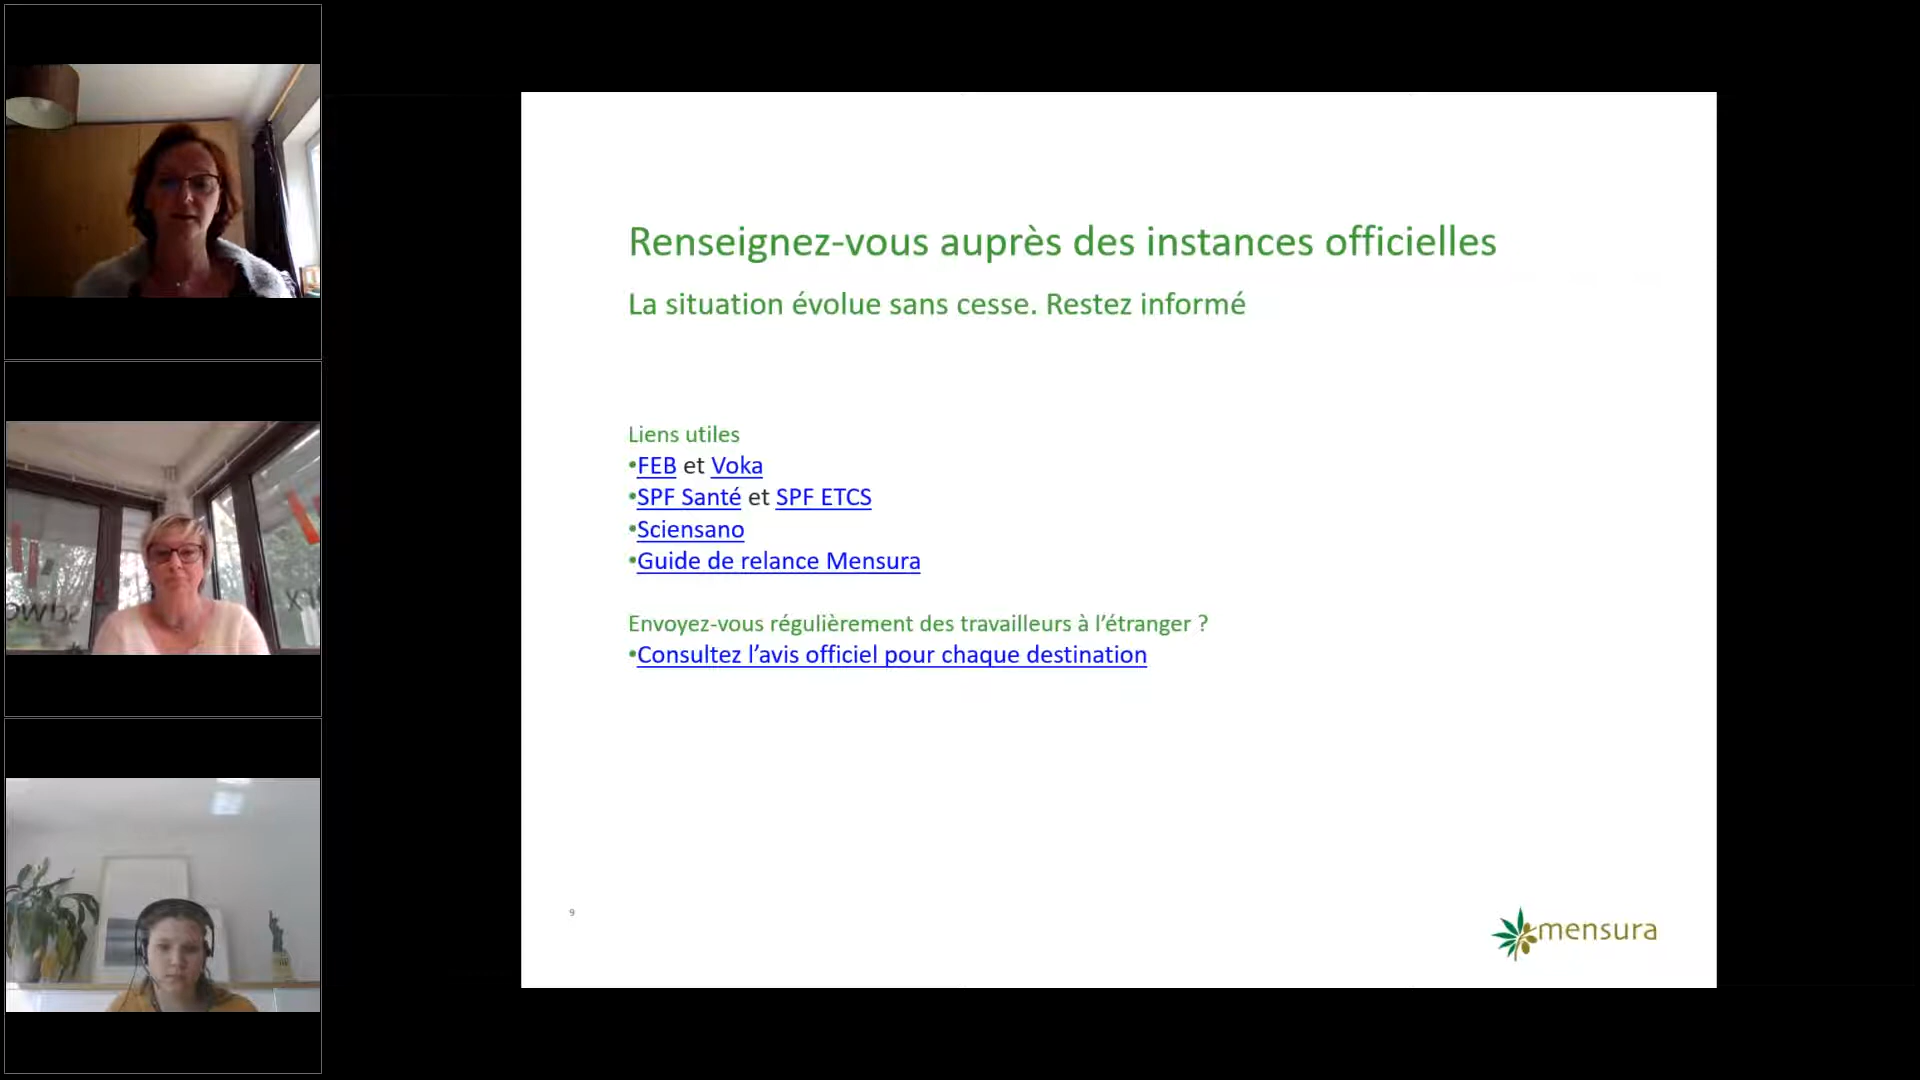 Renseignez-vous auprès des instances officielles
La situation évolue sans cesse. Restez informé
Liens utiles
•FEB et Voka
•SPF Santé et SPF ETCS
•Sciensano
•Guide de relance Mensura
Envoyez-vous régulièrement des travailleurs à l’étranger ?
•Consultez l’avis officiel pour chaque destination
9
mensura